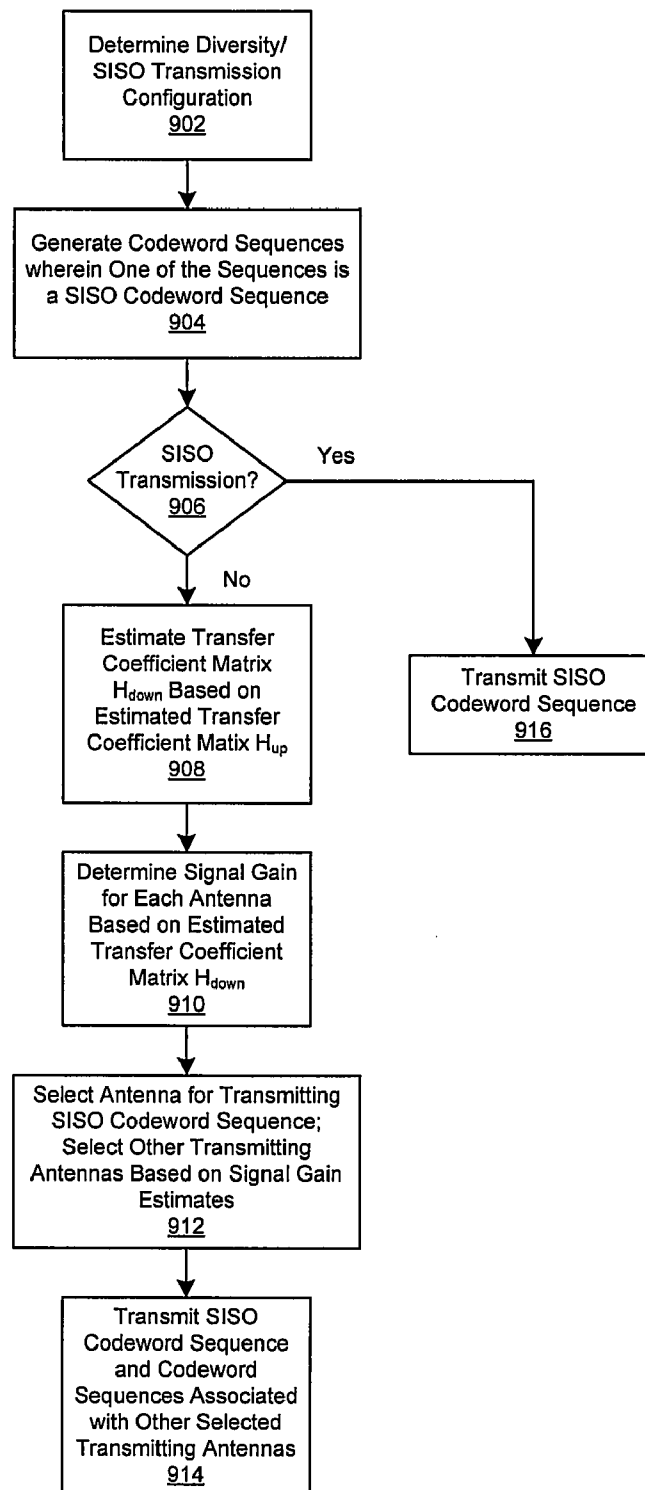 Determine Diversity/
SISO Transmission
Configuration
902
Generate Codeword Sequences
wherein One of the Sequences is
a SISO Codeword Sequence
904
SISO
Transmission?
906
Yes
No
Estimate Transfer
Coefficient Matrix
Hdown Based on
Estimated Transfer
Coefficient Matix Hup
908
Transmit SISO
Codeword Sequence
916
Determine Signal Gain
for Each Antenna
Based on Estimated
Transfer Coefficient
Matrix Hdown
910
Select Antenna for Transmitting
SISO Codeword Sequence;
Select Other Transmitting
Antennas Based on Signal Gain
Estimates
912
Transmit SISO
Codeword Sequence
and Codeword
Sequences Associated
with Other Selected
Transmitting Antennas
914